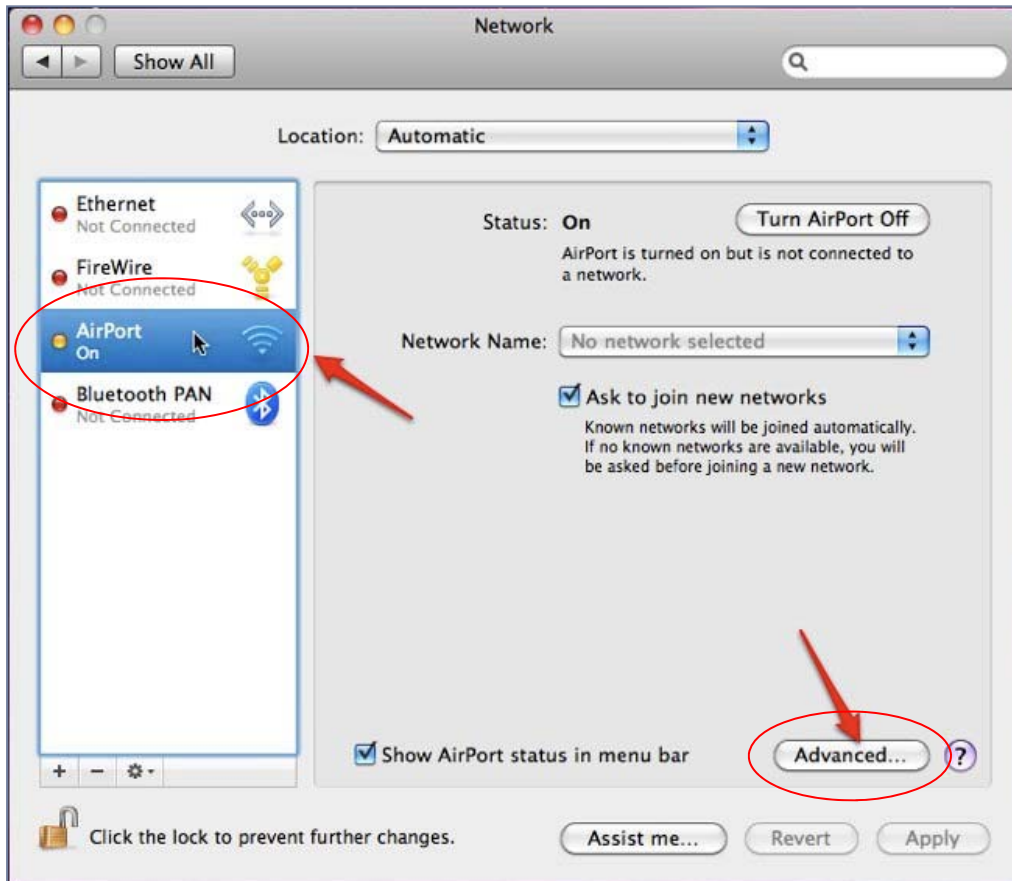 Network
Show All
Location: Automatic
Ethernet
Not Connected
FireWire
Not Connected
AirPort
On
Bluetooth PAN
Not Connected
Status: On
Turn AirPort Off
AirPort is turned on but is not connected to
a network.
Network Name: No network selected
Ask to join new networks
Known networks will be joined automatically.
If no known networks are available, you will
be asked before joining a new network.
Show AirPort status in menu bar
Advanced...
?
Click the lock to prevent further changes.
Assist me...
Revert
Apply